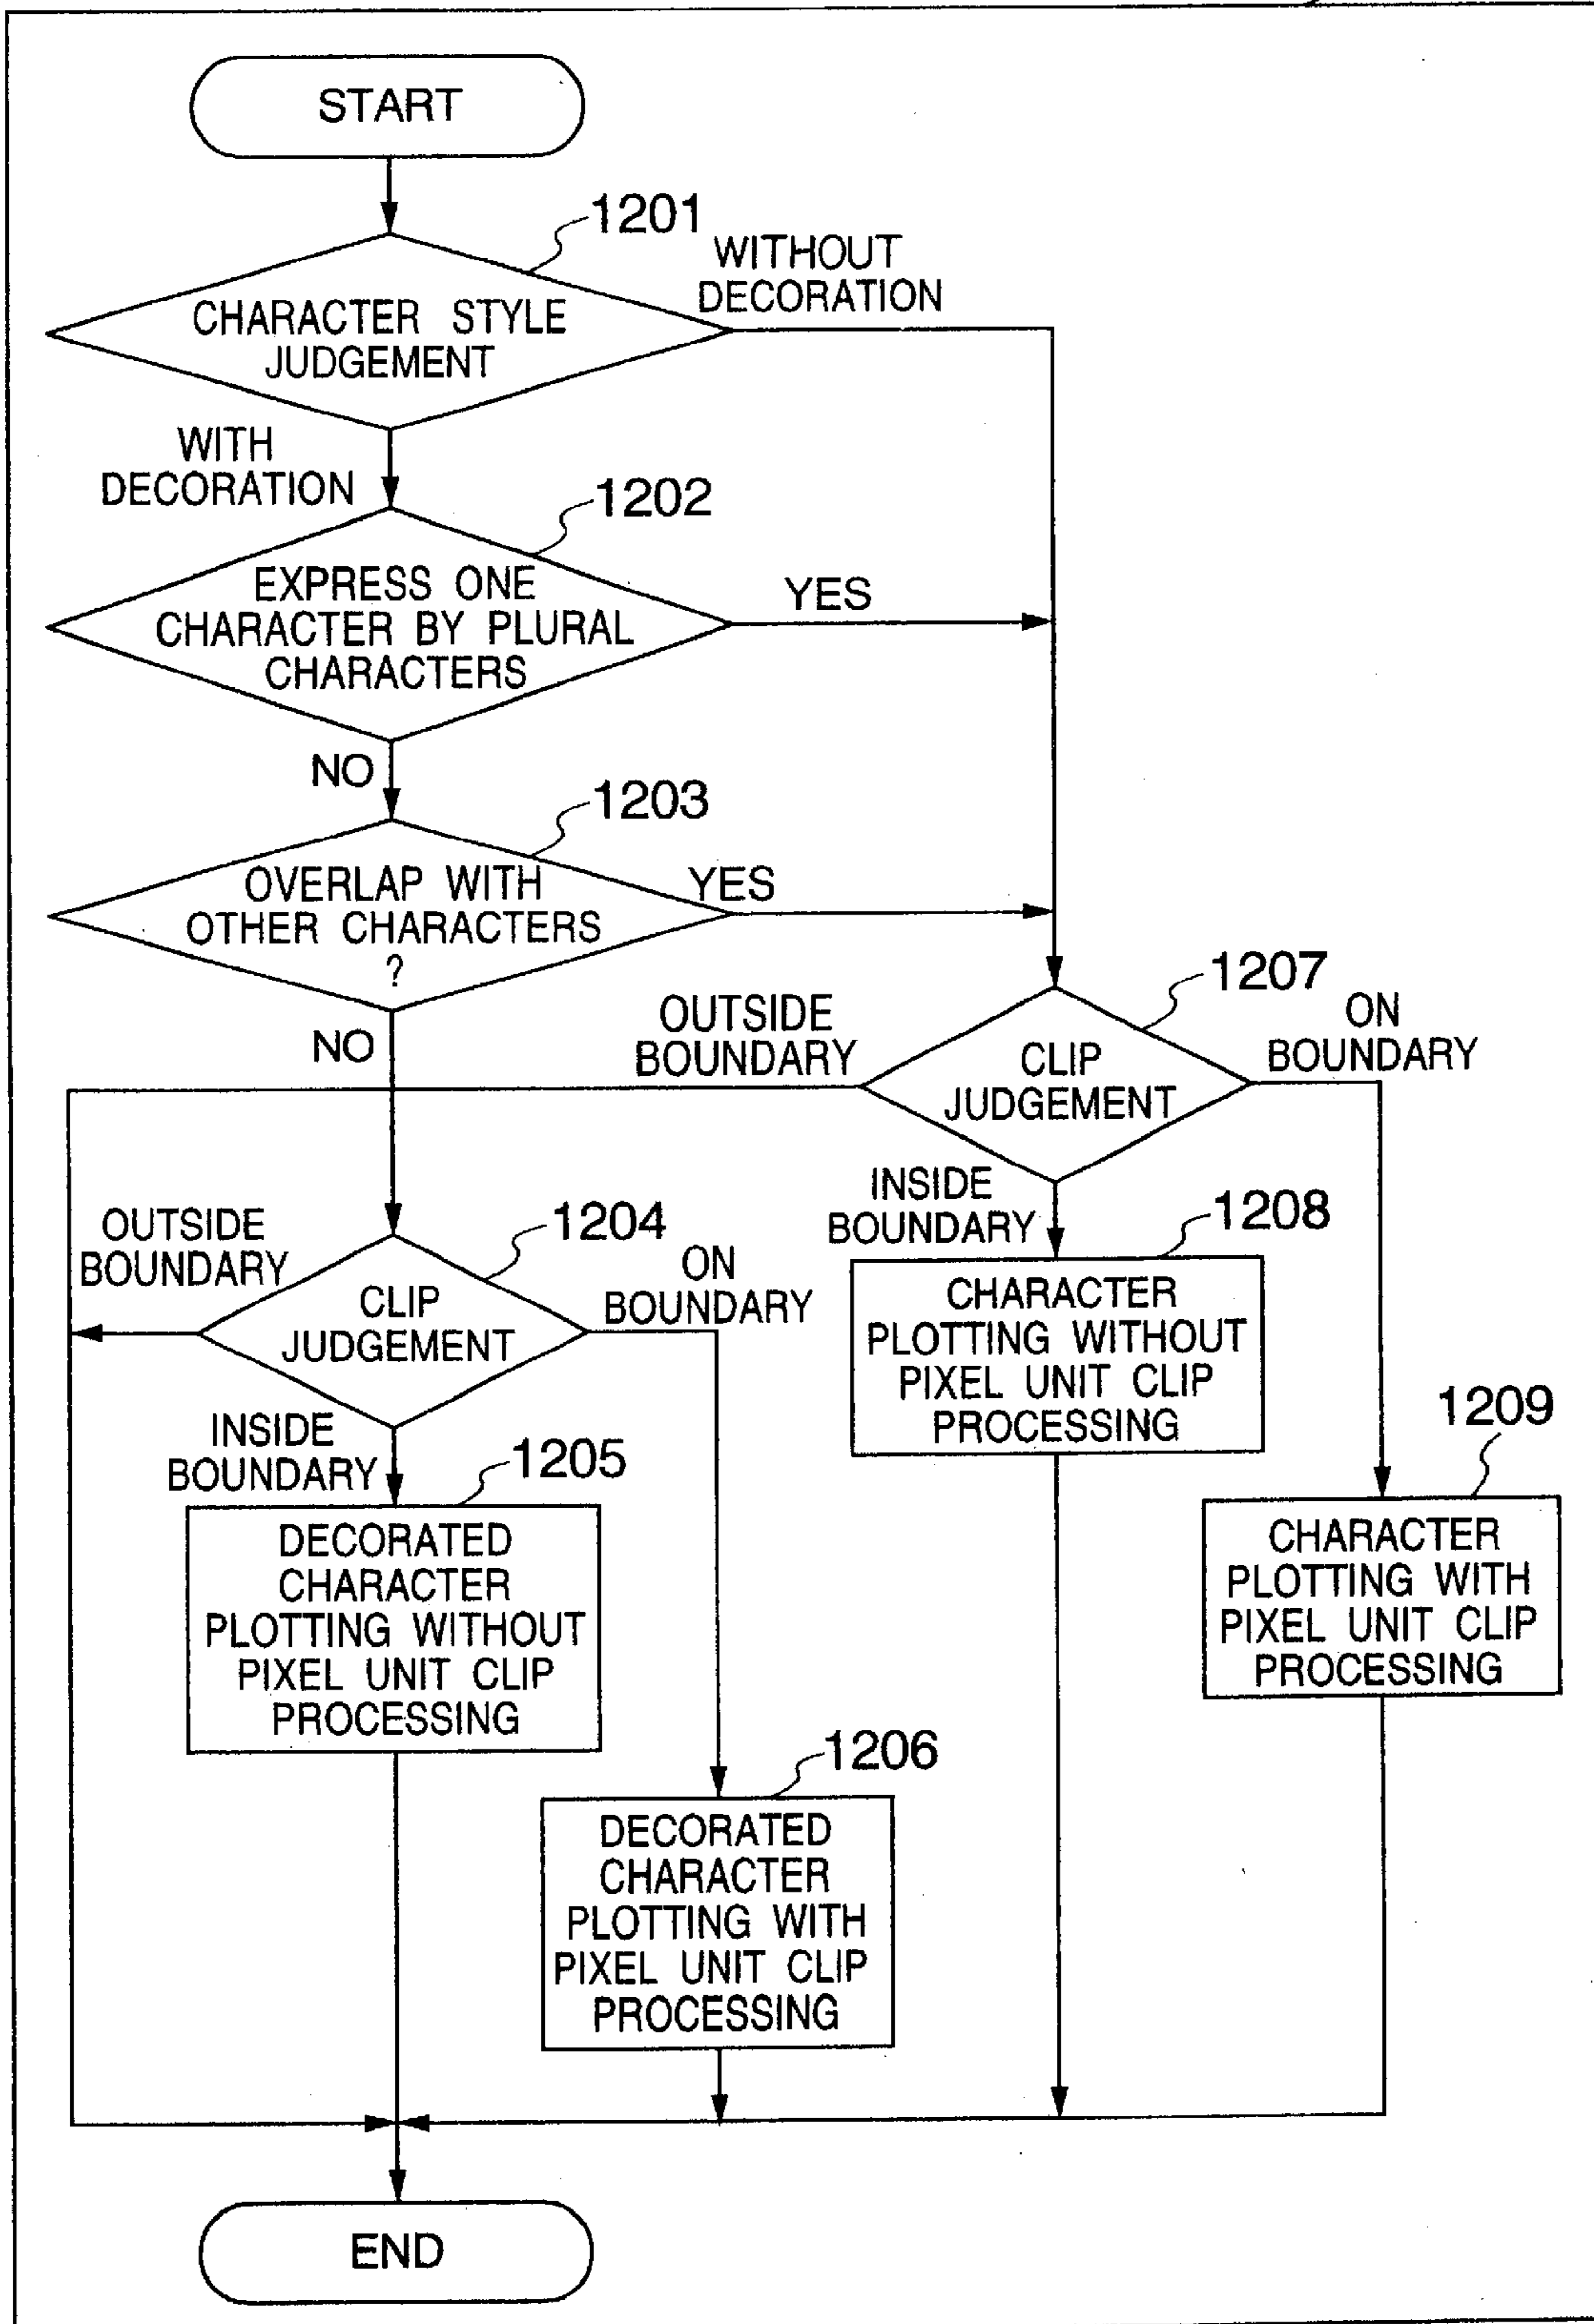 START
1201
WITHOUT
DECORATION
CHARACTER STYLE
JUDGEMENT
WITH
DECORATION
1202
EXPRESS ONE
CHARACTER BY PLURAL
CHARACTERS
YES
NO
1203
OVERLAP WITH
OTHER CHARACTERS
?
YES
NO
1207
OUTSIDE
BOUNDARY
CLIP
JUDGEMENT
ON
BOUNDARY
INSIDE
BOUNDARY
1204
OUTSIDE
BOUNDARY
CLIP
JUDGEMENT
ON
BOUNDARY
INSIDE
BOUNDARY
1208
CHARACTER
PLOTTING WITHOUT
PIXEL UNIT CLIP
PROCESSING
1205
DECORATED
CHARACTER
PLOTTING WITHOUT
PIXEL UNIT CLIP
PROCESSING
1209
CHARACTER
PLOTTING WITH
PIXEL UNIT CLIP
PROCESSING
1206
DECORATED
CHARACTER
PLOTTING WITH
PIXEL UNIT CLIP
PROCESSING
END